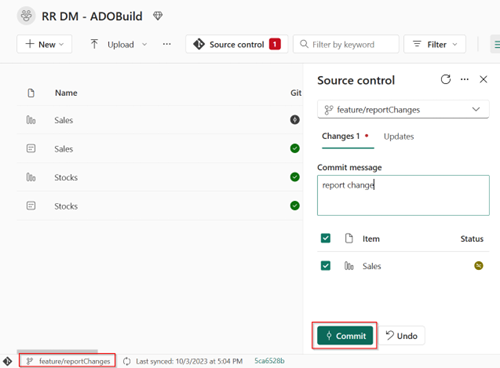 RR DM - ADOBuild
+ New Upload ... Source control 1 Filter by keyword Filter
Name Git
Sales
Sales
Stocks
Stocks
Source control
feature/reportChanges
Changes 1 Updates
Commit message
report change
Item Status
Sales
Commit Undo
feature/reportChanges Last synced: 10/3/2023 at 5:04 PM 5ca6528b